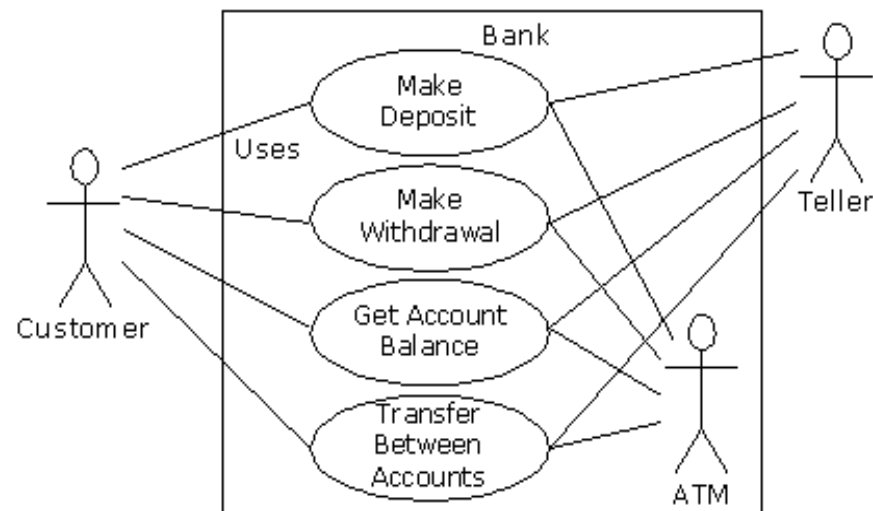 Bank
Make
Deposit
Uses
Make
Withdrawal
Teller
Customer
Get Account
Balance
Transfer
Between
Accounts
ATM